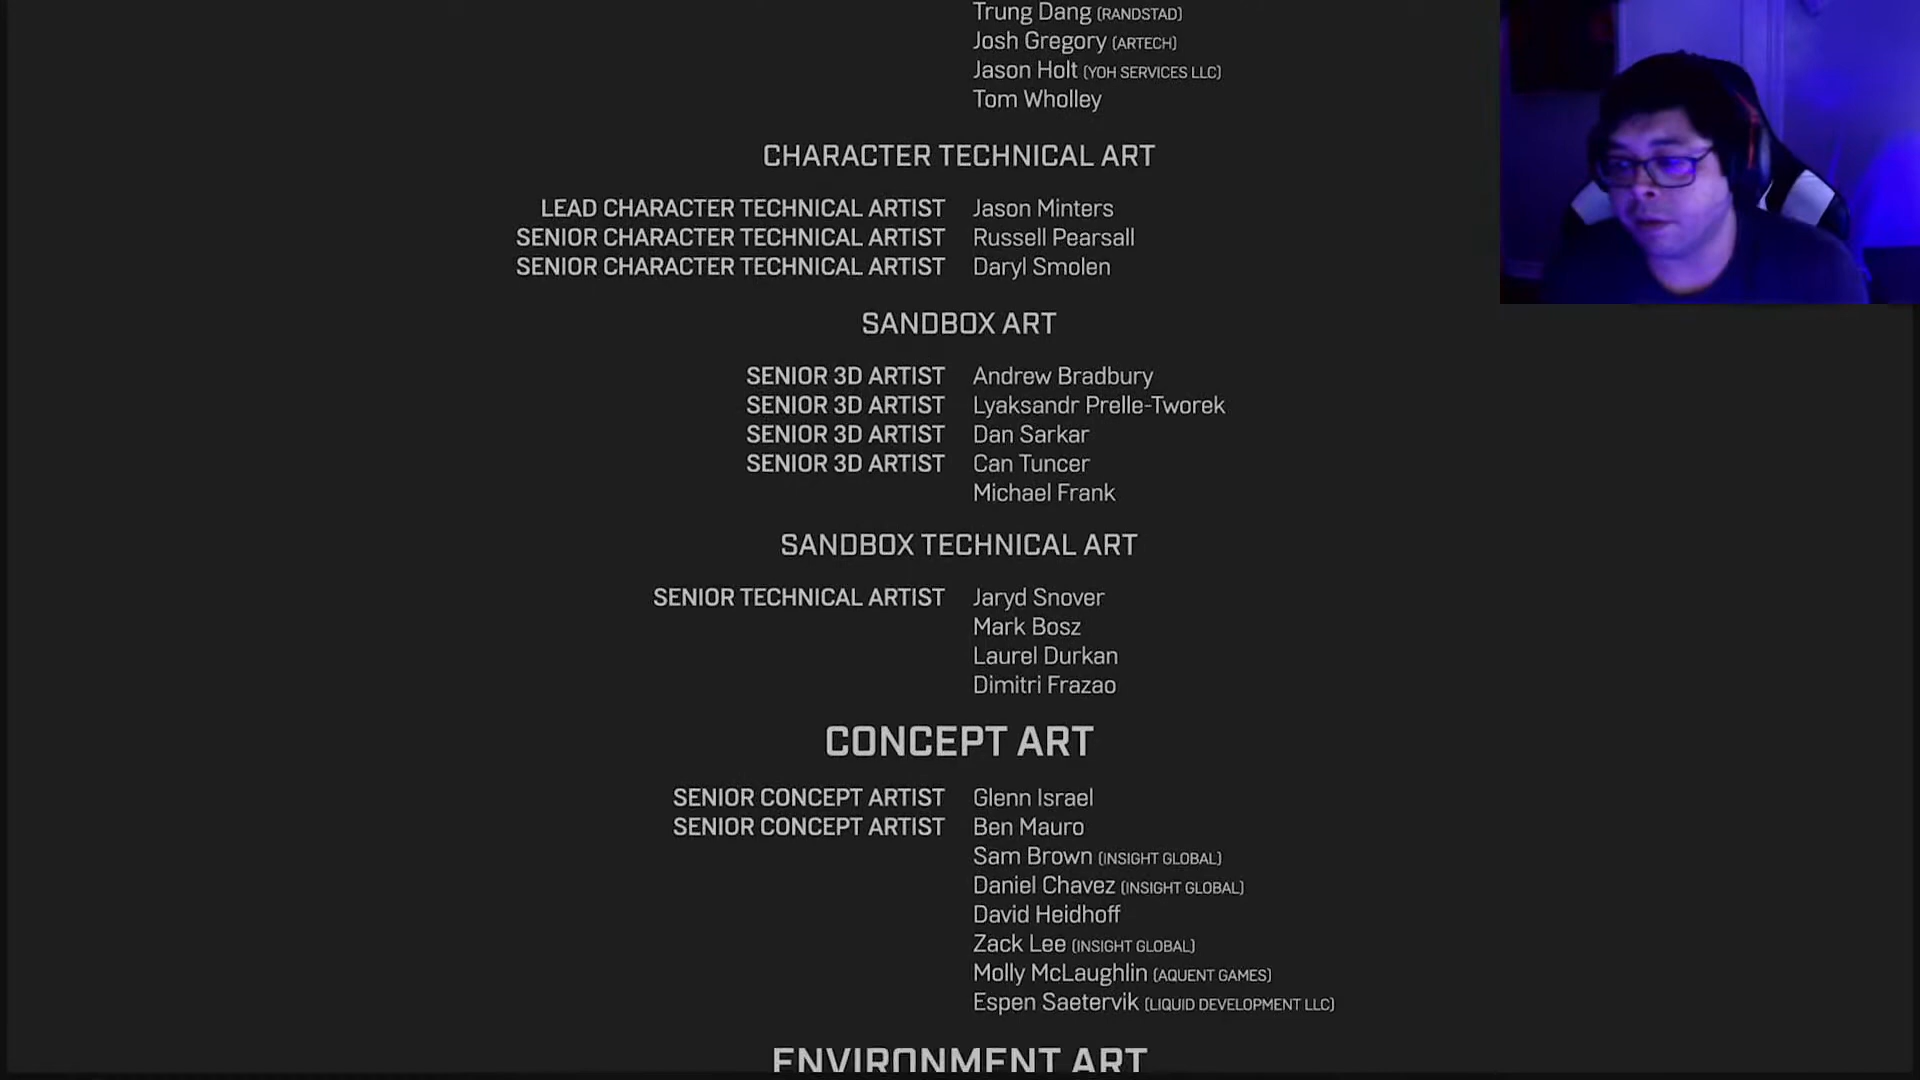 Trung Dang (RANDSTAD)
Josh Gregory (ARTECH)
Jason Holt (YOH SERVICES LLC)
Tom Wholley
CHARACTER TECHNICAL ART
LEAD CHARACTER TECHNICAL ARTIST Jason Minters
SENIOR CHARACTER TECHNICAL ARTIST Russell Pearsall
SENIOR CHARACTER TECHNICAL ARTIST Daryl Smolen
SANDBOX ART
SENIOR 3D ARTIST Andrew Bradbury
SENIOR 3D ARTIST Lyaksandr Prelle-Tworek
SENIOR 3D ARTIST Dan Sarkar
SENIOR 3D ARTIST Can Tuncer
Michael Frank
SANDBOX TECHNICAL ART
SENIOR TECHNICAL ARTIST Jaryd Snover
Mark Bosz
Laurel Durkan
Dimitri Frazao
CONCEPT ART
SENIOR CONCEPT ARTIST Glenn Israel
SENIOR CONCEPT ARTIST Ben Mauro
Sam Brown (INSIGHT GLOBAL)
Daniel Chavez (INSIGHT GLOBAL)
David Heidhoff
Zack Lee (INSIGHT GLOBAL)
Molly McLaughlin (AQUENT GAMES)
Espen Saetervik (LIQUID DEVELOPMENT LLC)
ENVIRONMENT ART